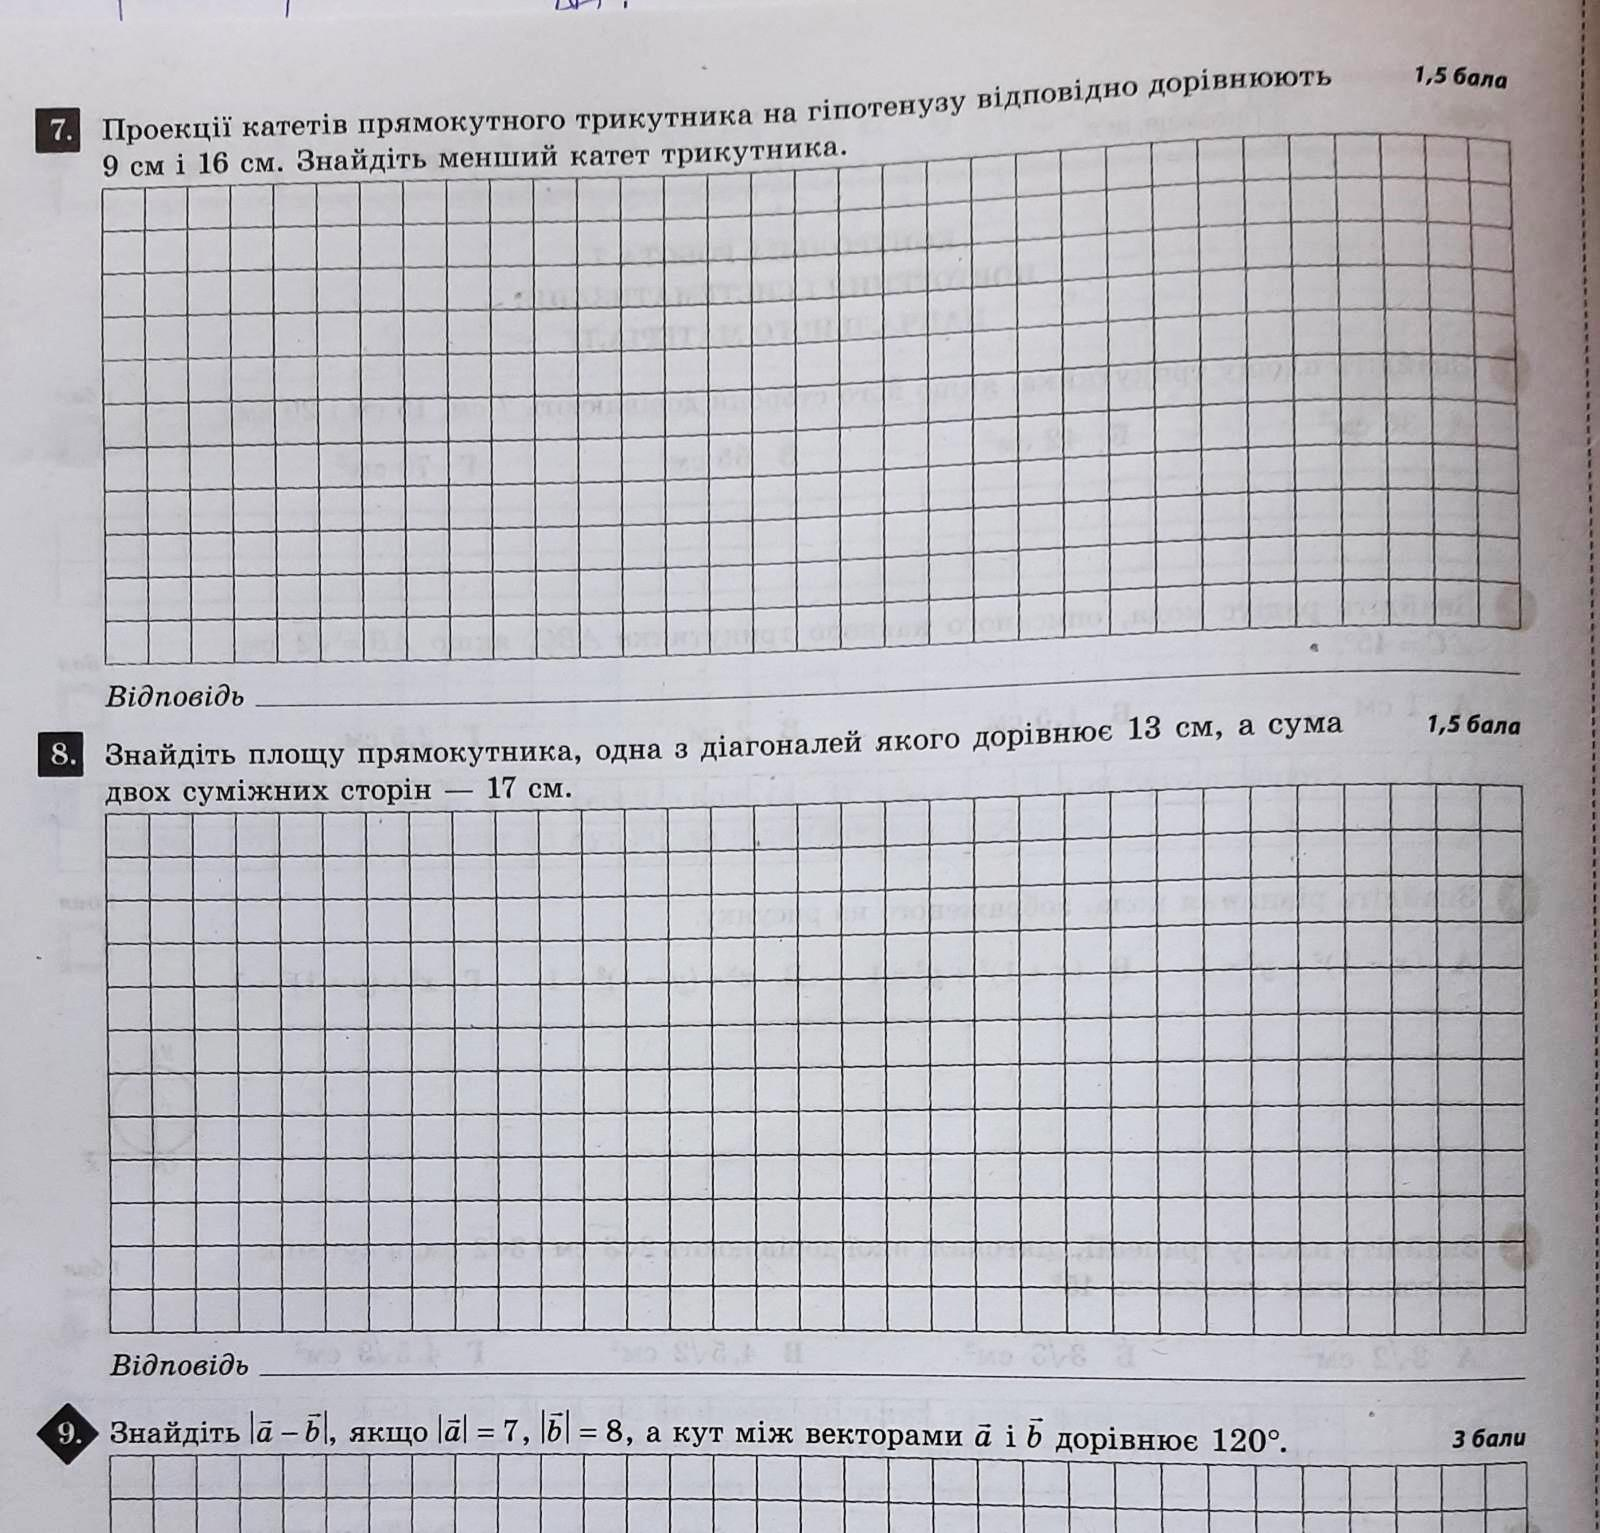 7. Проекції катетів прямокутного трикутника на гіпотенузу відповідно дорівнюють 1,5 бала
9 см і 16 см. Знайдіть менший катет трикутника.
Відповідь
8. Знайдіть площу прямокутника, одна з діагоналей якого дорівнює 13 см, а сума 1,5 бала
двох суміжних сторін — 17 см.
Відповідь
9. Знайдіть |a⃗ − b⃗|, якщо |a⃗| = 7, |b⃗| = 8, а кут між векторами a⃗ і b⃗ дорівнює 120°. 3 бали